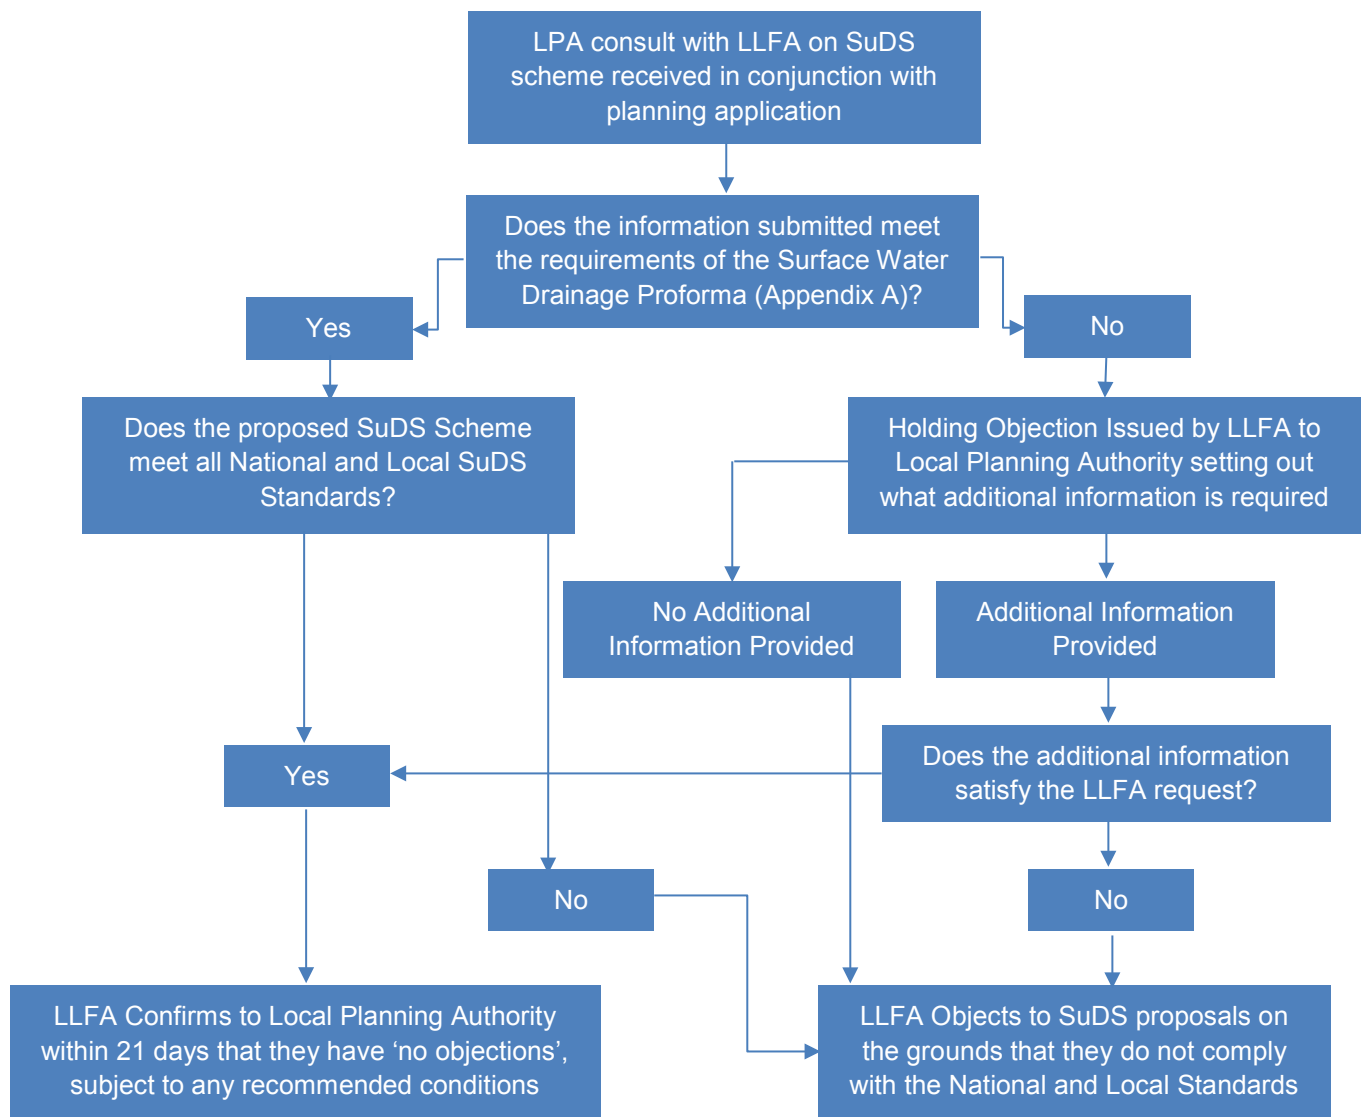 LPA consult with LLFA on SuDS
scheme received in conjunction with
planning application
Does the information submitted meet
the requirements of the Surface Water
Drainage Proforma (Appendix A)?
Yes
No
Does the proposed SuDS Scheme
meet all National and Local SuDS
Standards?
Holding Objection Issued by LLFA to
Local Planning Authority setting out
what additional information is required
No Additional
Information Provided
Additional Information
Provided
Yes
Does the additional information
satisfy the LLFA request?
No
No
LLFA Confirms to Local Planning Authority
within 21 days that they have ‘no objections’,
subject to any recommended conditions
LLFA Objects to SuDS proposals on
the grounds that they do not comply
with the National and Local Standards